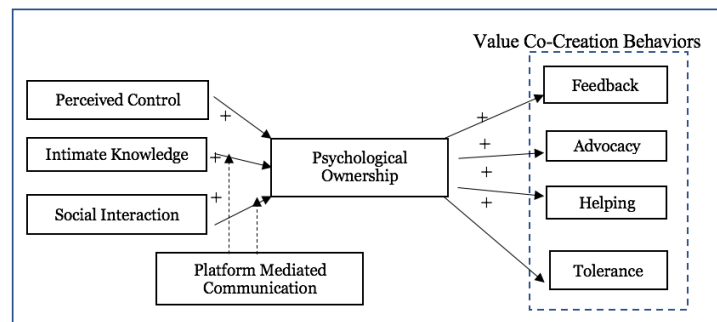 Value Co-Creation Behaviors
Perceived Control
+
Intimate Knowledge
+
Social Interaction
+
Platform Mediated
Communication
Psychological
Ownership
+
+
+
+
Feedback
Advocacy
Helping
Tolerance